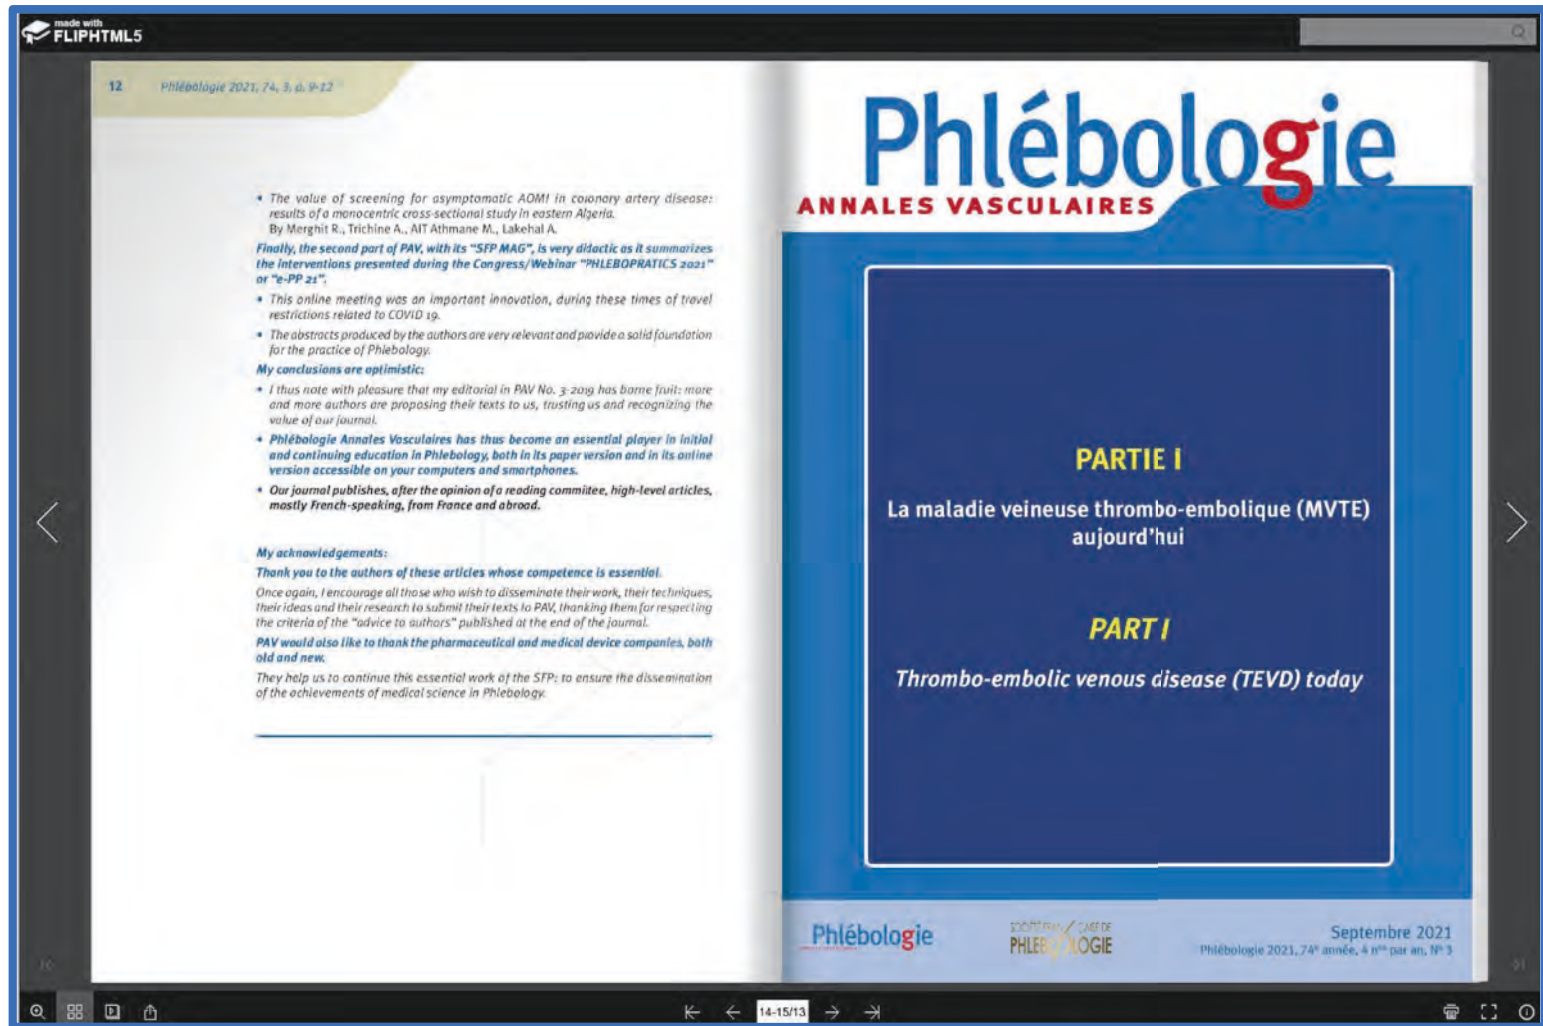 made with
FLIPHTML5
12 Phlébologie 2021, 74, 3, p. 9-12
• The value of screening for asymptomatic AOMI in coronary artery disease:
results of a monocentric cross-sectional study in eastern Algeria.
By Merghit R., Trichine A., AIT Athmane M., Lakehal A.
Finally, the second part of PAV, with its "SFP MAG", is very didactic as it summarizes
the interventions presented during the Congress/Webinar "PHLEBOPRATICS 2021"
or "e-PP 21".
• This online meeting was an important innovation, during these times of travel
restrictions related to COVID 19.
• The abstracts produced by the authors are very relevant and provide a solid foundation
for the practice of Phlebology.
My conclusions are optimistic:
• I thus note with pleasure that my editorial in PAV No. 3-2019 has borne fruit: more
and more authors are proposing their texts to us, trusting us and recognizing the
value of our journal.
• Phlébologie Annales Vasculaires has thus become an essential player in initial
and continuing education in Phlebology, both in its paper version and in its online
version accessible on your computers and smartphones.
• Our journal publishes, after the opinion of a reading committee, high-level articles,
mostly French-speaking, from France and abroad.
My acknowledgements:
Thank you to the authors of these articles whose competence is essential.
Once again, I encourage all those who wish to disseminate their work, their techniques,
their ideas and their research to submit their texts to PAV, thanking them for respecting
the criteria of the "advice to authors" published at the end of the journal.
PAV would also like to thank the pharmaceutical and medical device companies, both
old and new.
They help us to continue this essential work of the SFP: to ensure the dissemination
of the achievements of medical science in Phlebology.
Phlébologie
ANNALES VASCULAIRES
PARTIE I
La maladie veineuse thrombo-embolique (MVTE)
aujourd'hui
PART I
Thrombo-embolic venous disease (TEVD) today
Phlébologie
SOCIÉTÉ FRANÇAISE DE
PHLEBOLOGIE
Septembre 2021
Phlébologie 2021, 74e année, 4 nos par an, N° 3
14-15/13